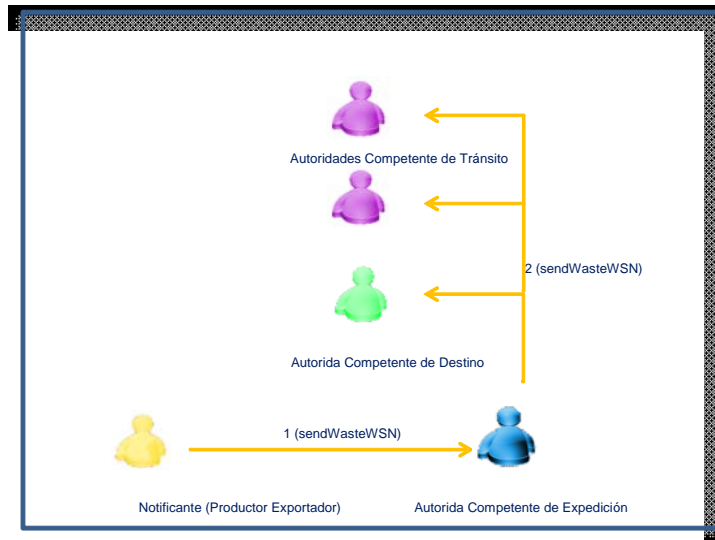 Autoridades Competente de Tránsito
2 (sendWasteWSN)
Autorida Competente de Destino
1 (sendWasteWSN)
Notificante (Productor Exportador)
Autorida Competente de Expedición